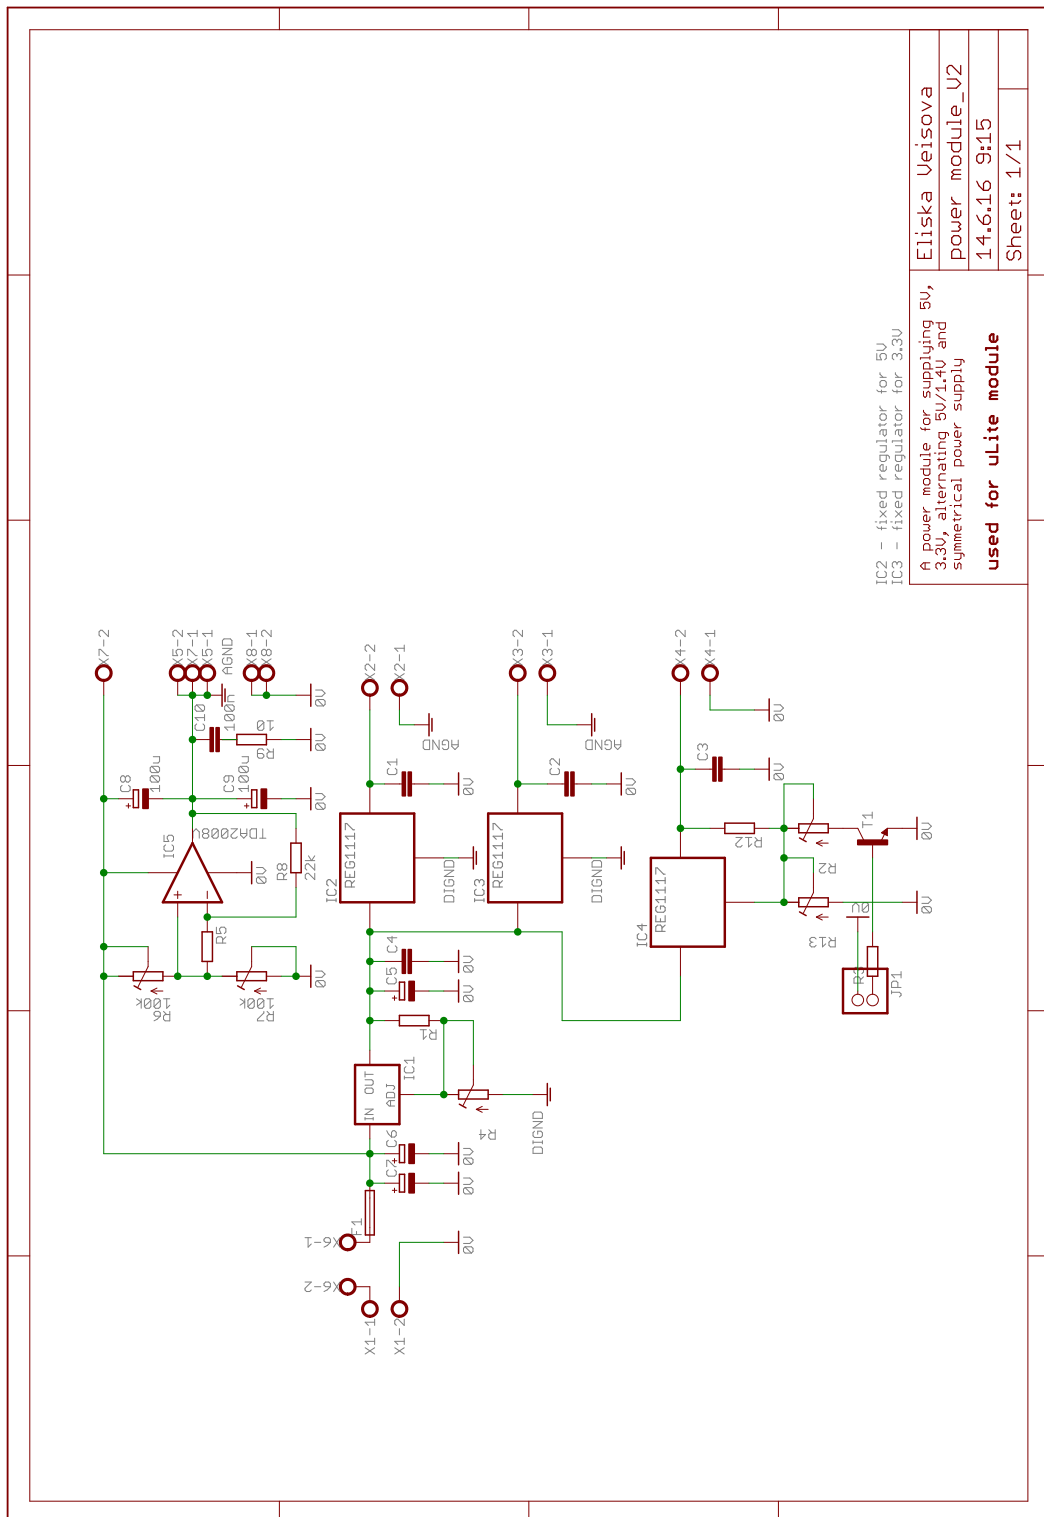 Eliska Veisova
power module_V2
14.6.16 9:15
Sheet: 1/1
A power module for supplying 5V,
3.3V, alternating 5V/1.4V and
symmetrical power supply
used for uLite module
IC2 - fixed regulator for 5V
IC3 - fixed regulator for 3.3V
X7-2
X5-2
X7-1
X5-1
AGND
X8-1
X8-2
0V
C10
100n
10
R9
0V
C8
100u
C9
100u
0V
TDA2008V
IC5
+
-
0V
R8
22k
R5
R6
100k
R7
100k
0V
X2-2
X2-1
AGND
C1
0V
IC2
REG1117
DIGND
X3-2
X3-1
AGND
C2
0V
IC3
REG1117
DIGND
X4-2
X4-1
0V
C3
0V
IC4
REG1117
R12
R2
T1
0V
R13
0V
0V
R3
JP1
C4
0V
C5
0V
R1
IC1
IN
OUT
ADJ
R4
DIGND
C6
0V
C7
0V
F1
X6-1
0V
X6-2
X1-1
X1-2